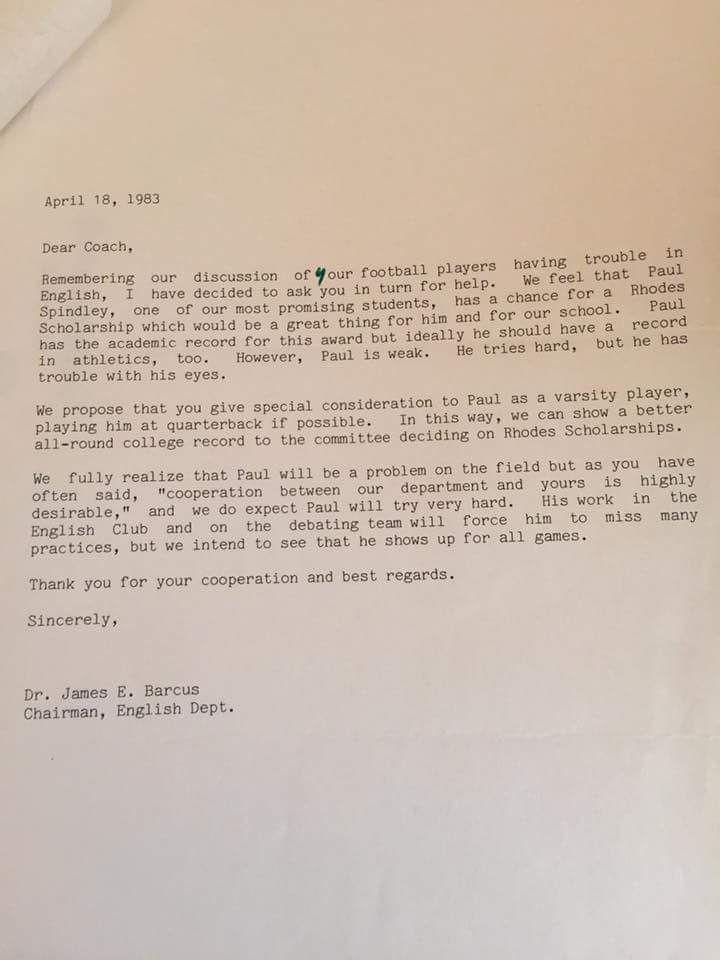 April 18, 1983
Dear Coach,
Remembering our discussion of your football players having trouble in
English, I have decided to ask you in turn for help. We feel that Paul
Spindley, one of our most promising students, has a chance for a Rhodes
Scholarship which would be a great thing for him and for our school. Paul
has the academic record for this award but ideally he should have a record
in athletics, too. However, Paul is weak. He tries hard, but he has
trouble with his eyes.
We propose that you give special consideration to Paul as a varsity player,
playing him at quarterback if possible. In this way, we can show a better
all-round college record to the committee deciding on Rhodes Scholarships.
We fully realize that Paul will be a problem on the field but as you have
often said, "cooperation between our department and yours is highly
desirable," and we do expect Paul will try very hard. His work in the
English Club and on the debating team will force him to miss many
practices, but we intend to see that he shows up for all games.
Thank you for your cooperation and best regards.
Sincerely,
Dr. James E. Barcus
Chairman, English Dept.